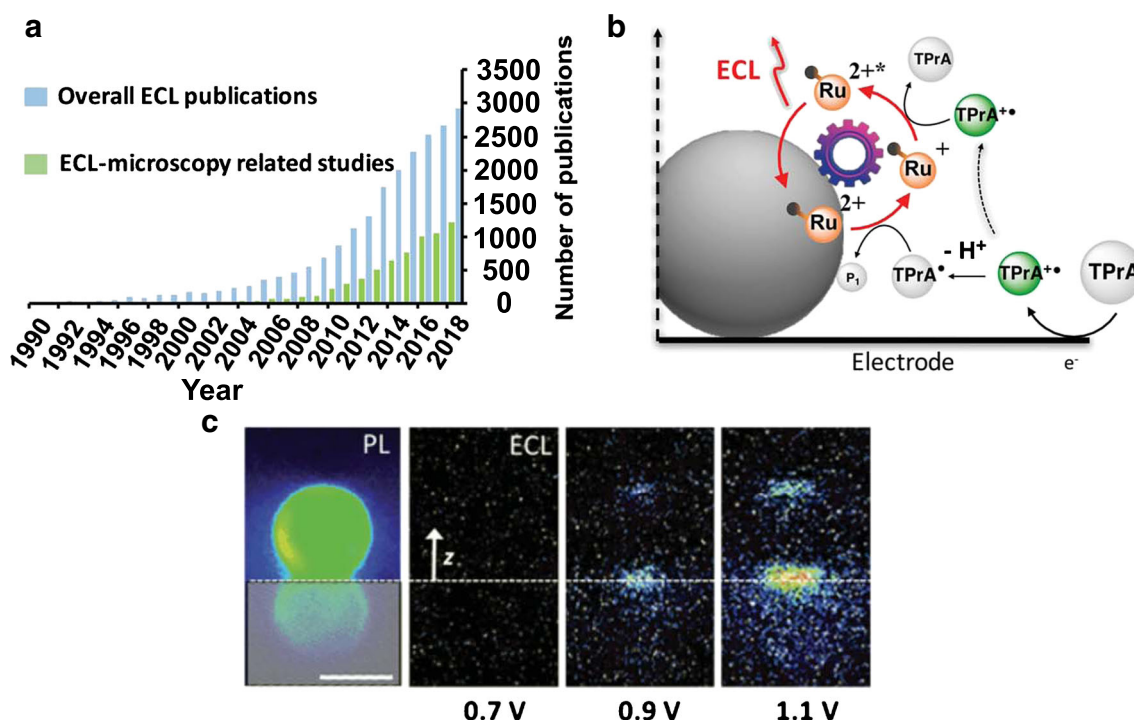 a
Overall ECL publications
ECL-microscopy related studies
3500
3000
2500
2000
1500
1000
500
0
Number of publications
1990
1992
1994
1996
1998
2000
2002
2004
2006
2008
2010
2012
2014
2016
2018
Year
b
ECL
Ru 2+*
TPrA
TPrA+•
Ru +
Ru 2+
- H+
P1
TPrA•
TPrA+•
TPrA
Electrode
e-
c
PL
ECL
z
0.7 V
0.9 V
1.1 V